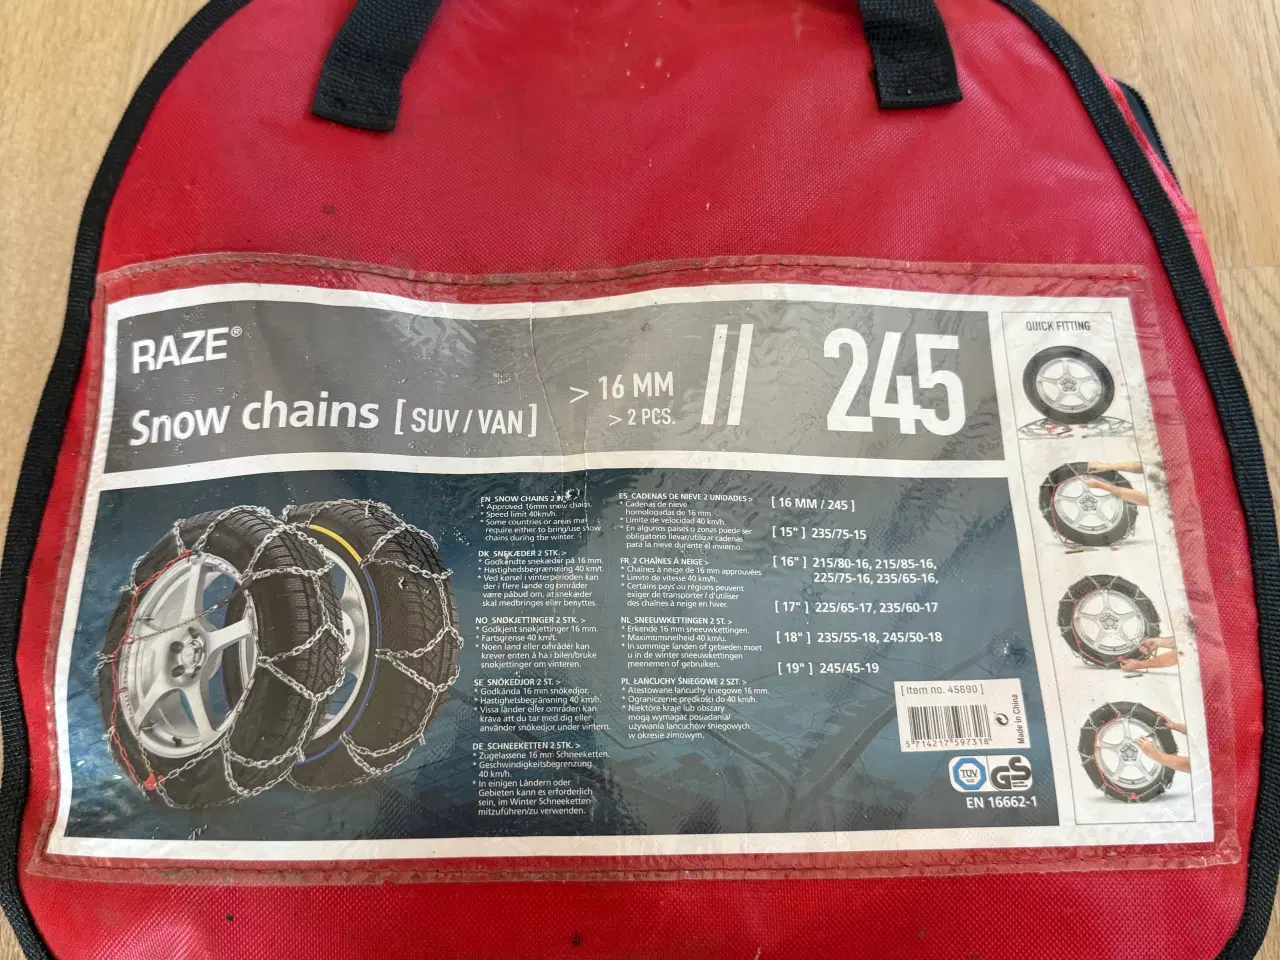 RAZE®
Snow chains [ SUV / VAN ]
> 16 MM
> 2 PCS.
// 245
QUICK FITTING
EN_SNOW CHAINS 2
* Approved 16mm snow chain.
* Speed limit 40km/h.
* Some countries or areas may
require either to bring/use snow
chains during the winter.
DK SNEKÆDER 2 STK. >
* Godkendte snekæder på 16 mm.
* Hastighedsbegrænsning 40 km/t.
* Ved kørsel i vinterperioden kan
der i flere lande og områder
være påbud om, at snekæder
skal medbringes eller benyttes.
NO_SNØKJETTINGER 2 STK. >
* Godkjent snøkjettinger 16 mm.
* Fartsgrense 40 km/t.
* Noen land eller områder kan
krever enten å ha i bilen/bruke
snøkjettinger om vinteren.
SE_SNÖKEDJOR 2 ST. >
* Godkända 16 mm snökedjor.
* Hastighetsbegränsning 40 km/h.
* Vissa länder eller områden kan
kräva att du tar med dig eller
använder snökedjor under vintern.
DE_SCHNEEKETTEN 2 STK. >
* Zugelassene 16 mm Schneeketten.
* Geschwindigkeitsbegrenzung
40 km/h.
* In einigen Ländern oder
Gebieten kann es erforderlich
sein, im Winter Schneeketten
mitzuführen/zu verwenden.
ES_CADENAS DE NIEVE 2 UNIDADES >
* Cadenas de nieve
homologadas de 16 mm.
* Límite de velocidad 40 km/h.
* En algunos países o zonas puede ser
obligatorio llevar/utilizar cadenas
para la nieve durante el invierno.
FR 2 CHAÎNES À NEIGE >
* Chaînes à neige de 16 mm approuvées.
* Limite de vitesse 40 km/h.
* Certains pays ou régions peuvent
exiger de transporter / d'utiliser
des chaînes à neige en hiver.
NL_SNEEUWKETTINGEN 2 ST. >
* Erkende 16 mm sneeuwkettingen.
* Maximumsnelheid 40 km/h.
* In sommige landen of gebieden moet
u in de winter sneeuwkettingen
meenemen of gebruiken.
PL_ŁAŃCUCHY ŚNIEGOWE 2 SZT. >
* Atestowane łańcuchy śniegowe 16 mm.
* Ograniczenie prędkości do 40 km/h.
* Niektóre kraje lub obszary
mogą wymagać posiadania/
używania łańcuchów śniegowych
w okresie zimowym.
[ 16 MM / 245 ]
[ 15" ] 235/75-15
[ 16" ] 215/80-16, 215/85-16,
225/75-16, 235/65-16,
[ 17" ] 225/65-17, 235/60-17
[ 18" ] 235/55-18, 245/50-18
[ 19" ] 245/45-19
[ Item no. 45690 ]
5 714217 597318
Made in China
TÜV
GS
EN 16662-1